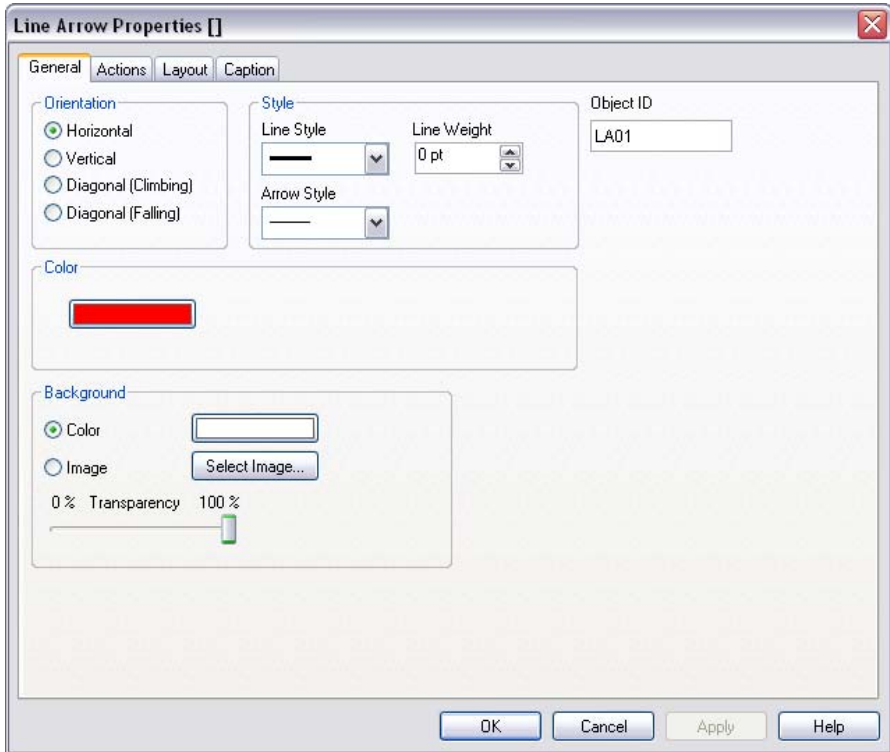 Line Arrow Properties []
General Actions Layout Caption
Orientation
Horizontal
Vertical
Diagonal (Climbing)
Diagonal (Falling)
Style
Line Style
Line Weight
0 pt
Arrow Style
Object ID
LA01
Color
Background
Color
Image
Select Image...
0 % Transparency 100 %
OK Cancel Apply Help